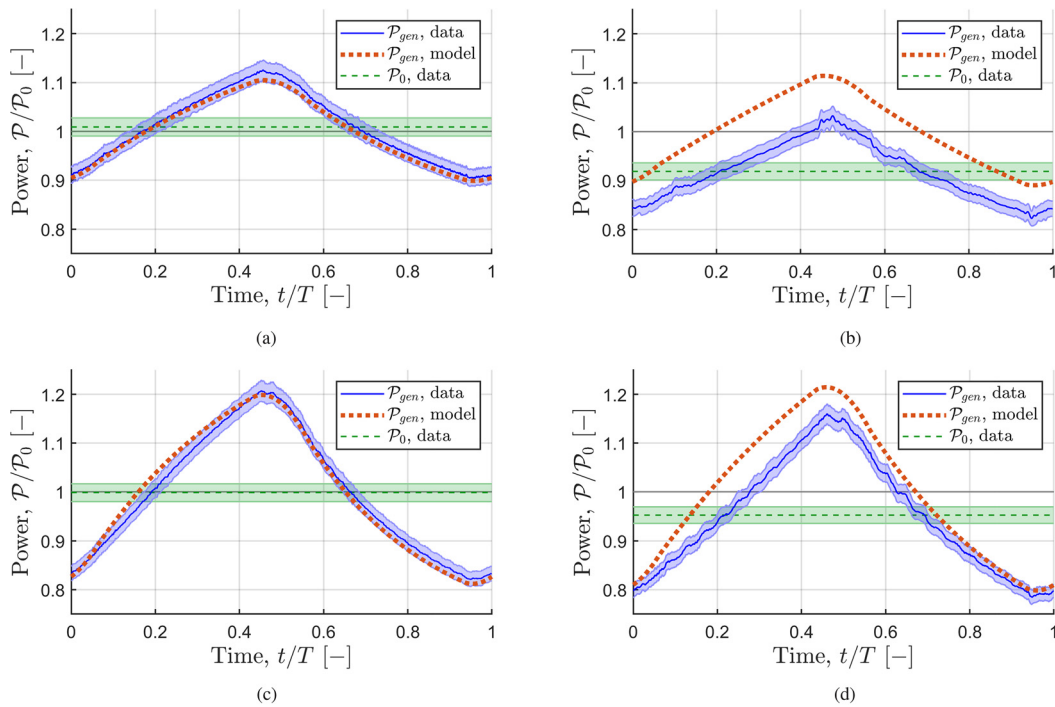 1.2
1.1
1
0.9
0.8
Power, 𝒫/𝒫₀ [−]
𝒫gen, data
𝒫gen, model
𝒫₀, data
0 0.2 0.4 0.6 0.8 1
Time, t/T [−]
(a)
1.2
1.1
1
0.9
0.8
Power, 𝒫/𝒫₀ [−]
𝒫gen, data
𝒫gen, model
𝒫₀, data
0 0.2 0.4 0.6 0.8 1
Time, t/T [−]
(b)
1.2
1.1
1
0.9
0.8
Power, 𝒫/𝒫₀ [−]
𝒫gen, data
𝒫gen, model
𝒫₀, data
0 0.2 0.4 0.6 0.8 1
Time, t/T [−]
(c)
1.2
1.1
1
0.9
0.8
Power, 𝒫/𝒫₀ [−]
𝒫gen, data
𝒫gen, model
𝒫₀, data
0 0.2 0.4 0.6 0.8 1
Time, t/T [−]
(d)